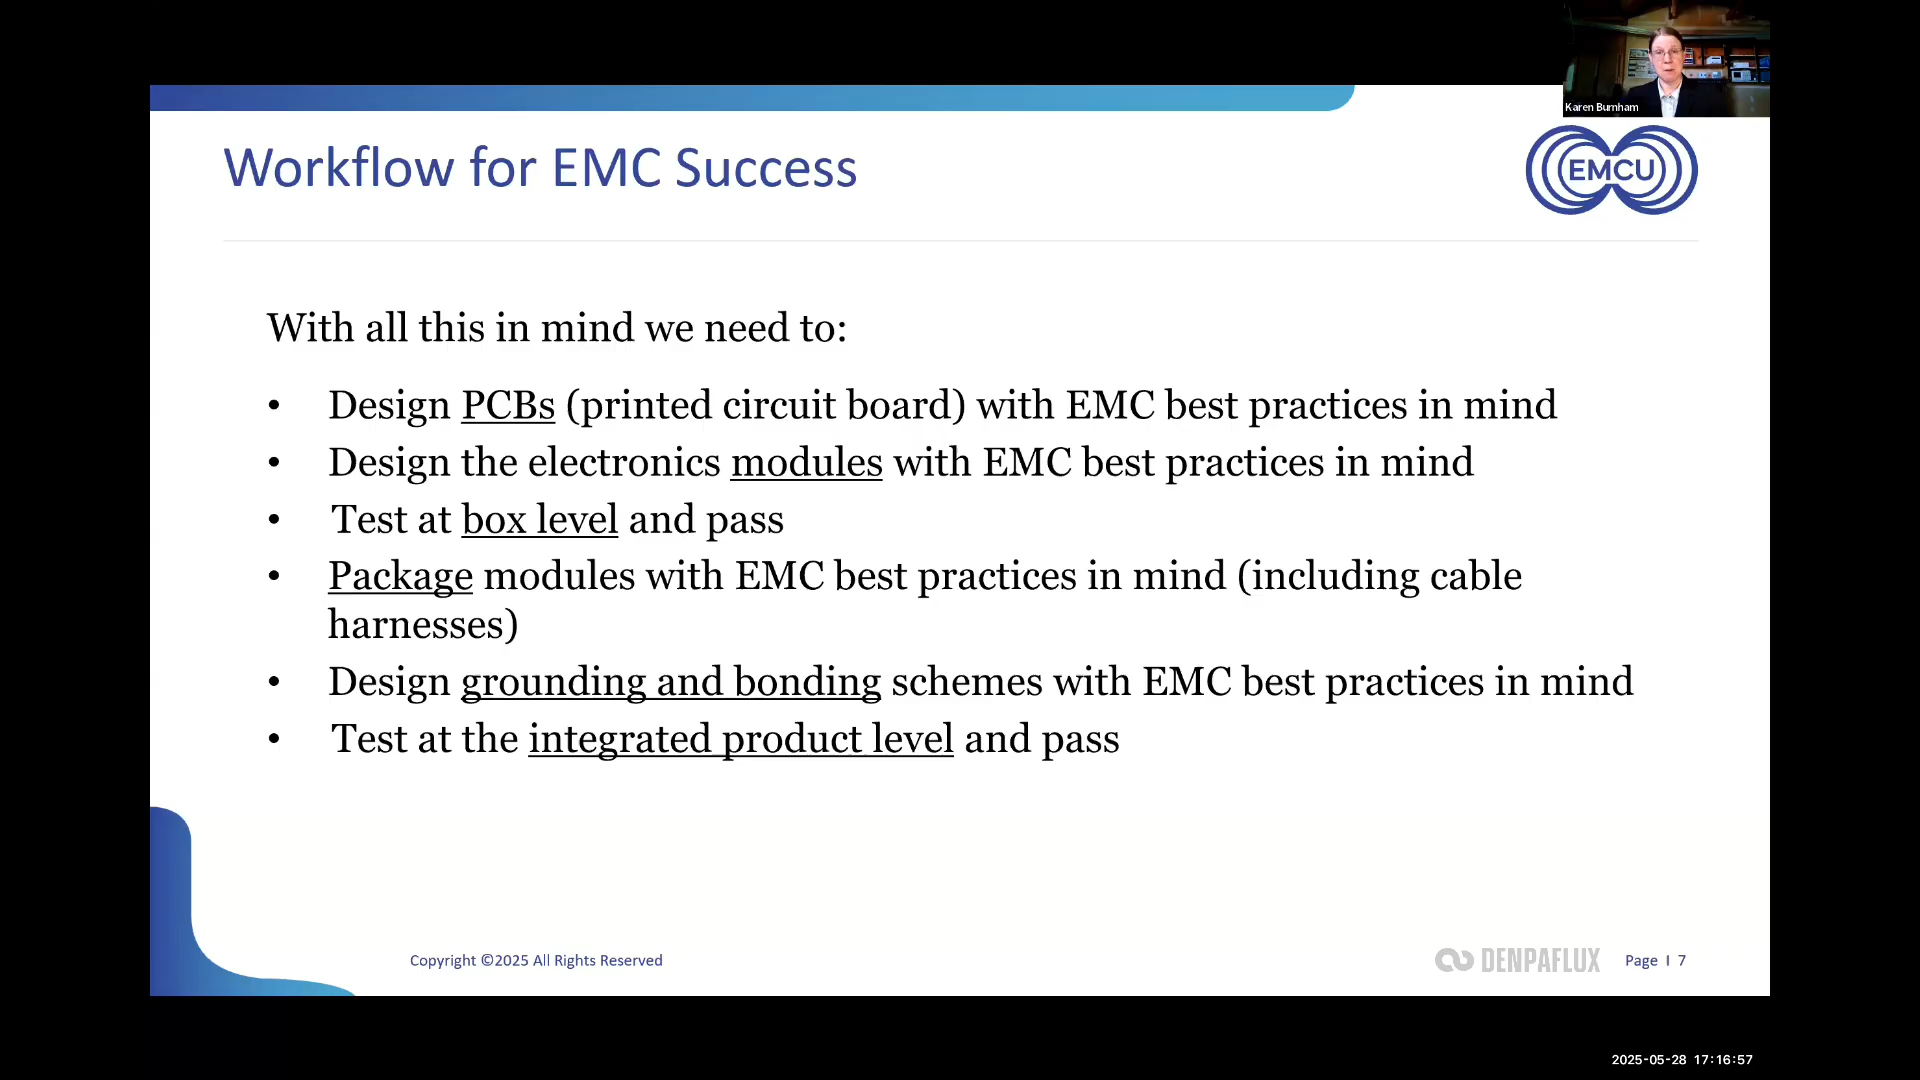 Karen Burnham
Workflow for EMC Success
EMCU
With all this in mind we need to:
• Design PCBs (printed circuit board) with EMC best practices in mind
• Design the electronics modules with EMC best practices in mind
• Test at box level and pass
• Package modules with EMC best practices in mind (including cable
harnesses)
• Design grounding and bonding schemes with EMC best practices in mind
• Test at the integrated product level and pass
Copyright ©2025 All Rights Reserved
DENPAFLUX
Page I 7
2025-05-28 17:16:57